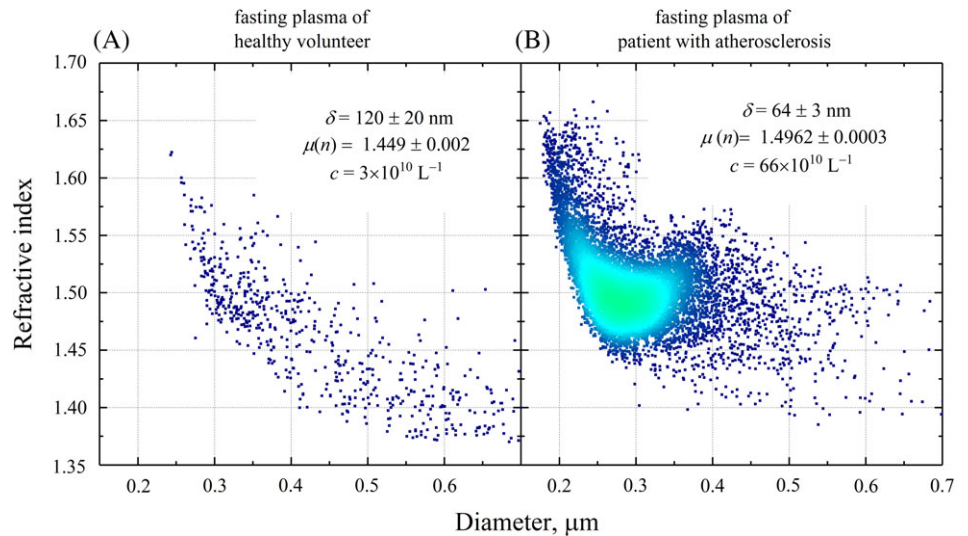 fasting plasma of
healthy volunteer
fasting plasma of
patient with atherosclerosis
(A)
(B)
δ = 120 ± 20 nm
μ(n) = 1.449 ± 0.002
c = 3×10¹⁰ L⁻¹
δ = 64 ± 3 nm
μ(n)= 1.4962 ± 0.0003
c = 66×10¹⁰ L⁻¹
Refractive index
1.70
1.65
1.60
1.55
1.50
1.45
1.40
1.35
0.2 0.3 0.4 0.5 0.6
0.2 0.3 0.4 0.5 0.6 0.7
Diameter, μm